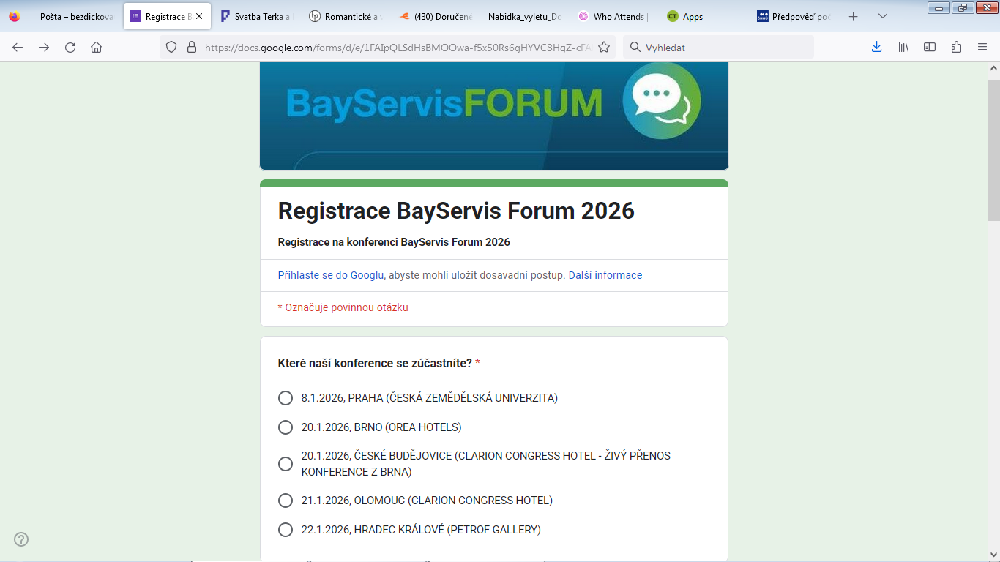 Pošta – bezdickova
Registrace B
Svatba Terka a
Romantické a v
(430) Doručené
Nabidka_vyletu_Do
Who Attends |
Apps
Předpověď poč
https://docs.google.com/forms/d/e/1FAIpQLSdHsBMOOwa-f5x50Rs6gHYVC8HgZ-cFA
Vyhledat
BayServisFORUM
Registrace BayServis Forum 2026
Registrace na konferenci BayServis Forum 2026
Přihlaste se do Googlu, abyste mohli uložit dosavadní postup. Další informace
* Označuje povinnou otázku
Které naší konference se zúčastníte? *
8.1.2026, PRAHA (ČESKÁ ZEMĚDĚLSKÁ UNIVERZITA)
20.1.2026, BRNO (OREA HOTELS)
20.1.2026, ČESKÉ BUDĚJOVICE (CLARION CONGRESS HOTEL - ŽIVÝ PŘENOS
KONFERENCE Z BRNA)
21.1.2026, OLOMOUC (CLARION CONGRESS HOTEL)
22.1.2026, HRADEC KRÁLOVÉ (PETROF GALLERY)